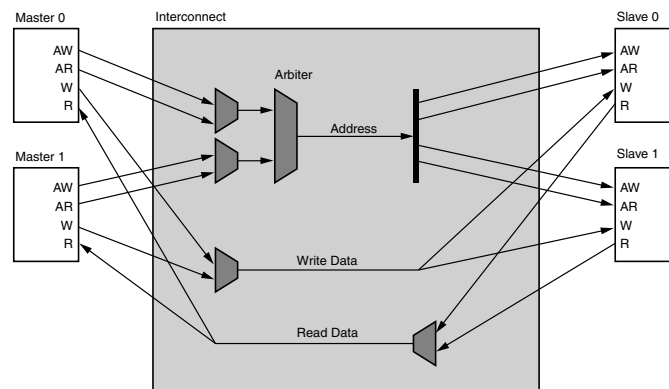 Master 0
Interconnect
Slave 0
AW
AR
W
R
Arbiter
Address
AW
AR
W
R
Master 1
AW
AR
W
R
Slave 1
AW
AR
W
R
Write Data
Read Data